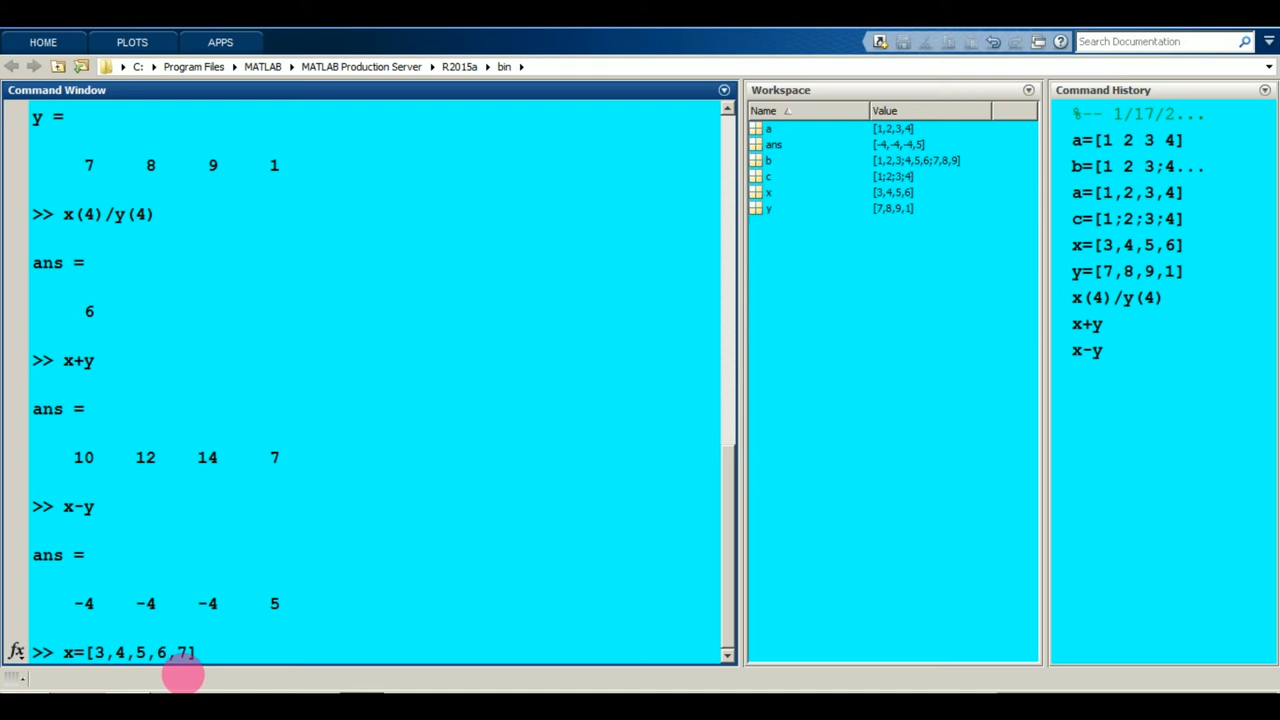 HOME PLOTS APPS Search Documentation
C: Program Files MATLAB MATLAB Production Server R2015a bin
Command Window
y =
7 8 9 1
>> x(4)/y(4)
ans =
6
>> x+y
ans =
10 12 14 7
>> x-y
ans =
-4 -4 -4 5
fx >> x=[3,4,5,6,7]
Workspace
Name Value
a [1,2,3,4]
ans [-4,-4,-4,5]
b [1,2,3;4,5,6;7,8,9]
c [1;2;3;4]
x [3,4,5,6]
y [7,8,9,1]
Command History
%-- 1/17/2...
a=[1 2 3 4]
b=[1 2 3;4...
a=[1,2,3,4]
c=[1;2;3;4]
x=[3,4,5,6]
y=[7,8,9,1]
x(4)/y(4)
x+y
x-y